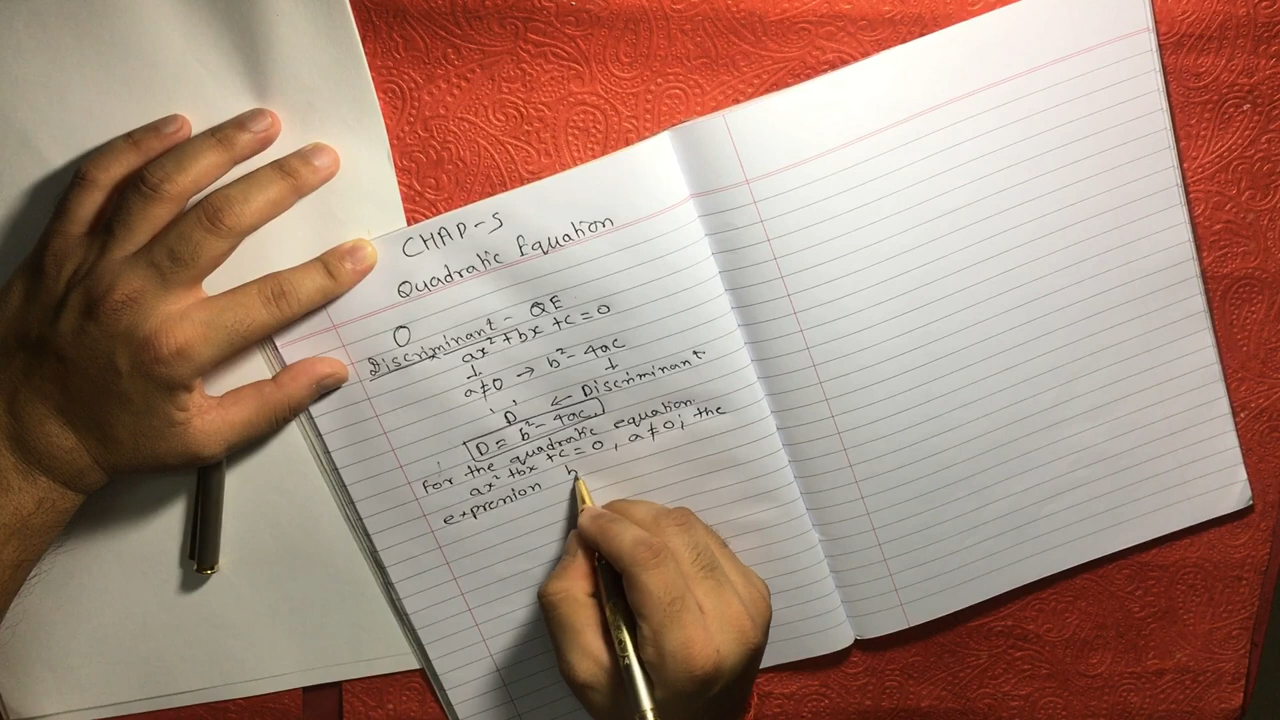 CHAP-5
Quadratic Equation
O
Discriminant - QE
ax² + bx + c = 0
↓
a ≠ 0 → b² - 4ac
↓
D ← Discriminant
D = b² - 4ac
For the quadratic equation.
ax² + bx + c = 0, a ≠ 0; the
expression b